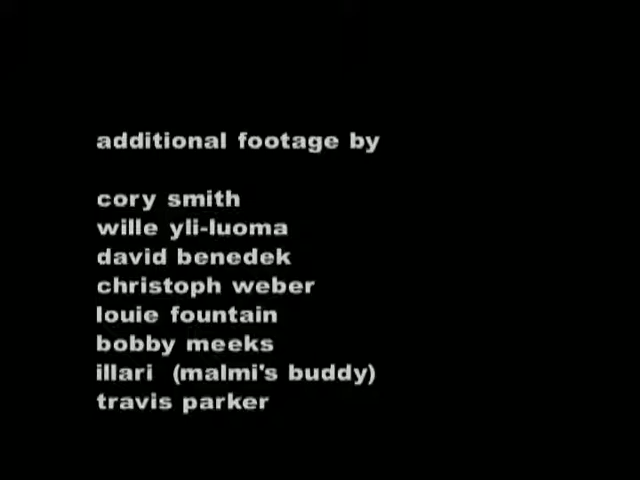 additional footage by
cory smith
wille yli-luoma
david benedek
christoph weber
louie fountain
bobby meeks
illari (malmi's buddy)
travis parker